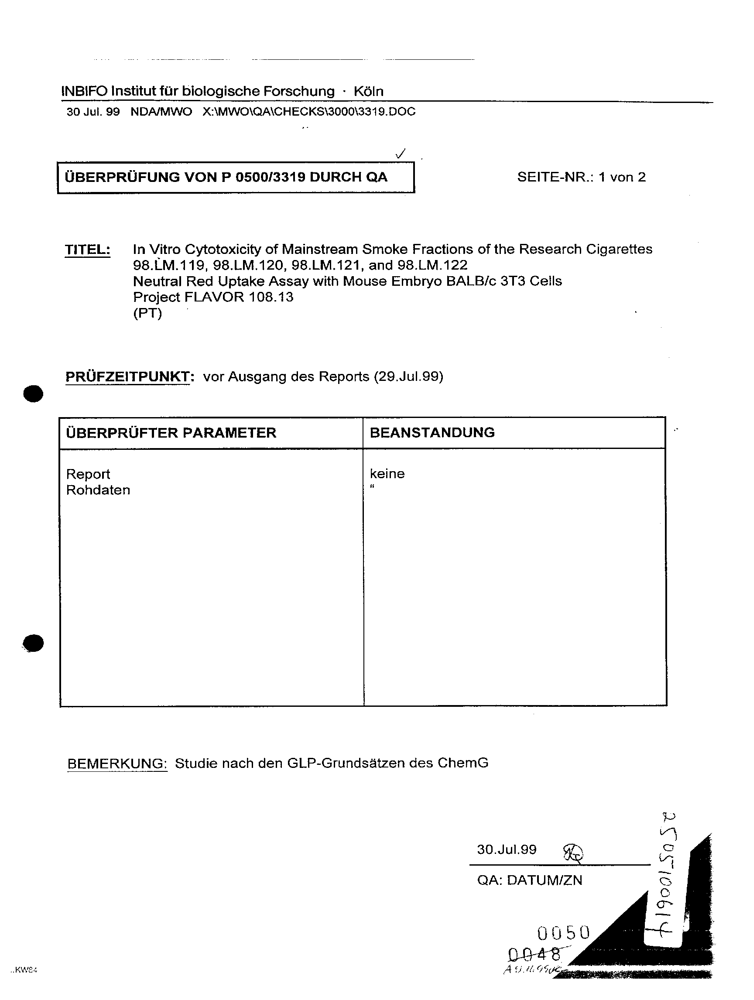 INBIFO Institut für biologische Forschung · Köln
30 Jul. 99 NDA/MWO X:\MWO\QA\CHECKS\3000\3319.DOC
✓
ÜBERPRÜFUNG VON P 0500/3319 DURCH QA SEITE-NR.: 1 von 2
TITEL: In Vitro Cytotoxicity of Mainstream Smoke Fractions of the Research Cigarettes
98.LM.119, 98.LM.120, 98.LM.121, and 98.LM.122
Neutral Red Uptake Assay with Mouse Embryo BALB/c 3T3 Cells
Project FLAVOR 108.13
(PT)
PRÜFZEITPUNKT: vor Ausgang des Reports (29.Jul.99)
ÜBERPRÜFTER PARAMETER BEANSTANDUNG
Report keine
Rohdaten "
BEMERKUNG: Studie nach den GLP-Grundsätzen des ChemG
30.Jul.99
QA: DATUM/ZN
2505100614
0050
0048